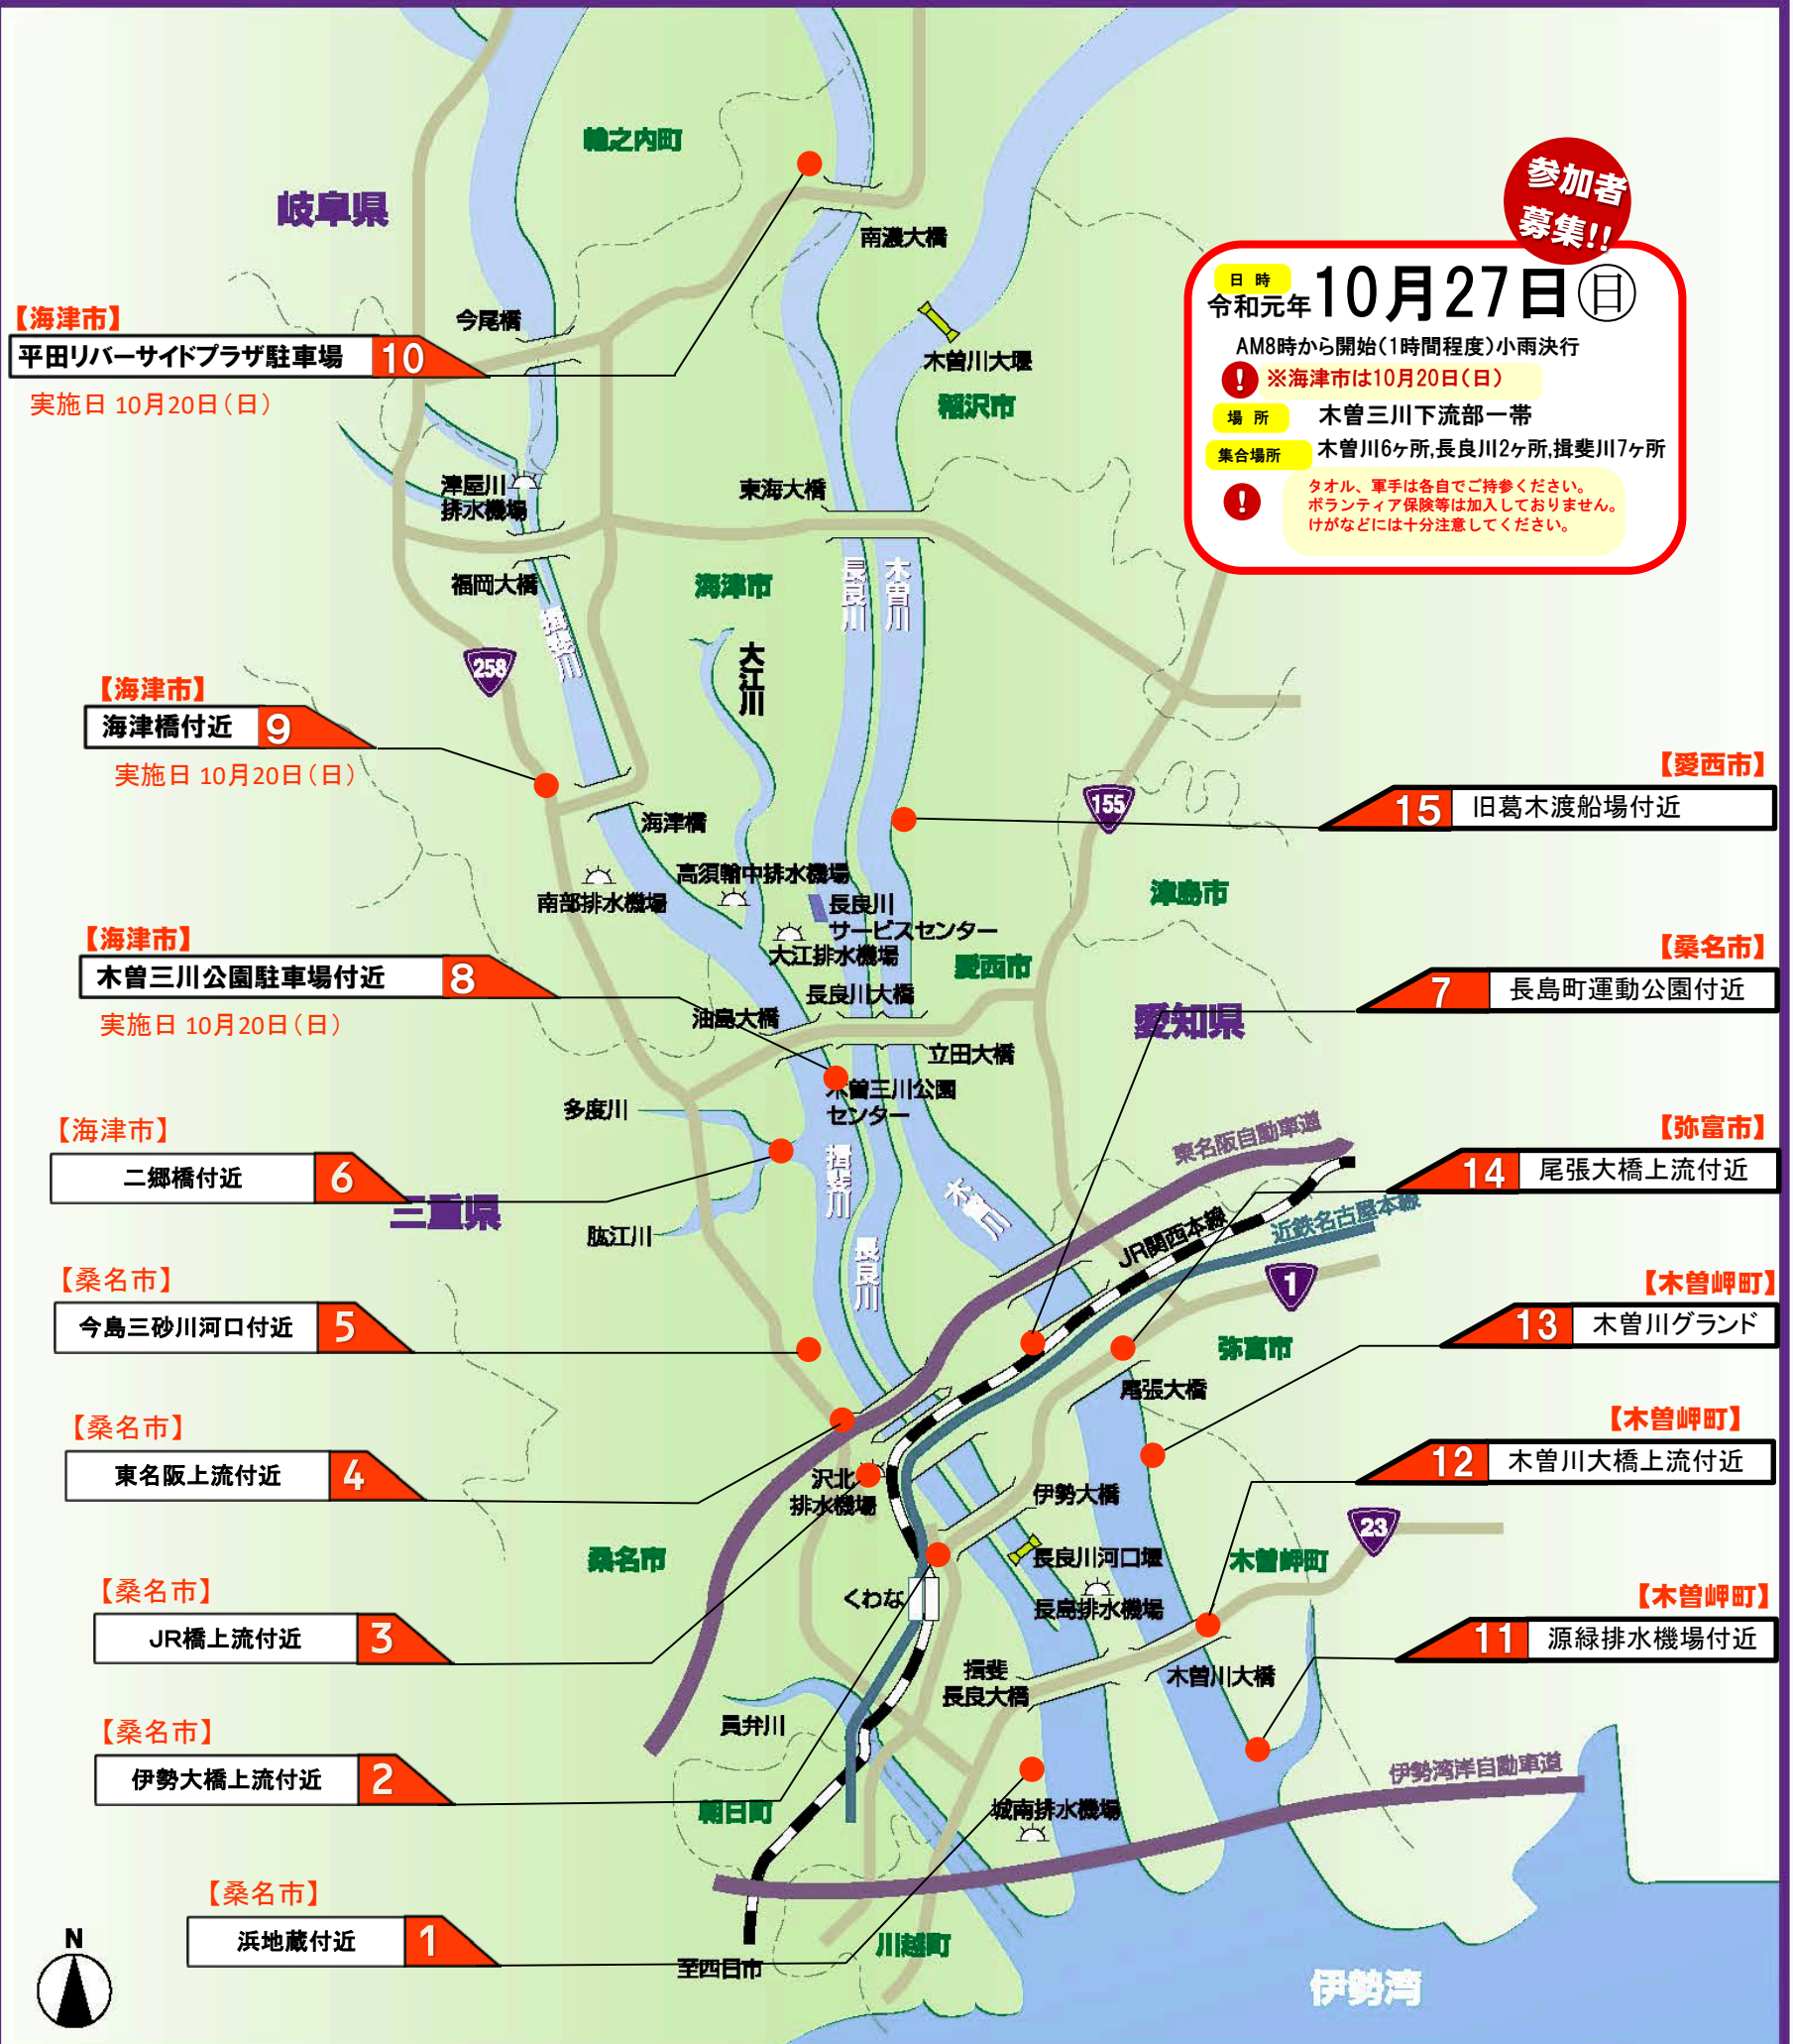 参加者
募集!!
日 時
令和元年10月27日㊐
AM8時から開始(1時間程度)小雨決行
! ※海津市は10月20日(日)
場 所 木曽三川下流部一帯
集合場所 木曽川6ヶ所,長良川2ヶ所,揖斐川7ヶ所
! タオル、軍手は各自でご持参ください。
ボランティア保険等は加入しておりません。
けがなどには十分注意してください。
輪之内町
岐阜県
南濃大橋
今尾橋
木曽川大堰
稲沢市
【海津市】
平田リバーサイドプラザ駐車場 10
実施日 10月20日(日)
津屋川
排水機場
東海大橋
福岡大橋
海津市
長良川
木曽川
揖斐川
258
大江川
【海津市】
海津橋付近 9
実施日 10月20日(日)
海津橋
155
【愛西市】
15 旧葛木渡船場付近
南部排水機場
高須輪中排水機場
長良川
サービスセンター
大江排水機場
津島市
愛西市
【海津市】
木曽三川公園駐車場付近 8
実施日 10月20日(日)
長良川大橋
油島大橋
立田大橋
愛知県
【桑名市】
7 長島町運動公園付近
木曽三川公園
センター
多度川
【海津市】
二郷橋付近 6
三重県
肱江川
揖斐川
長良川
木曽川
東名阪自動車道
【弥富市】
14 尾張大橋上流付近
JR関西本線
近鉄名古屋本線
1
【桑名市】
今島三砂川河口付近 5
弥富市
尾張大橋
【木曽岬町】
13 木曽川グランド
【桑名市】
東名阪上流付近 4
沢北
排水機場
伊勢大橋
【木曽岬町】
12 木曽川大橋上流付近
23
桑名市
長良川河口堰
木曽岬町
くわな
長島排水機場
【桑名市】
JR橋上流付近 3
【木曽岬町】
11 源緑排水機場付近
揖斐
長良大橋
木曽川大橋
員弁川
【桑名市】
伊勢大橋上流付近 2
朝日町
城南排水機場
伊勢湾岸自動車道
【桑名市】
浜地蔵付近 1
川越町
至四日市
伊勢湾
N